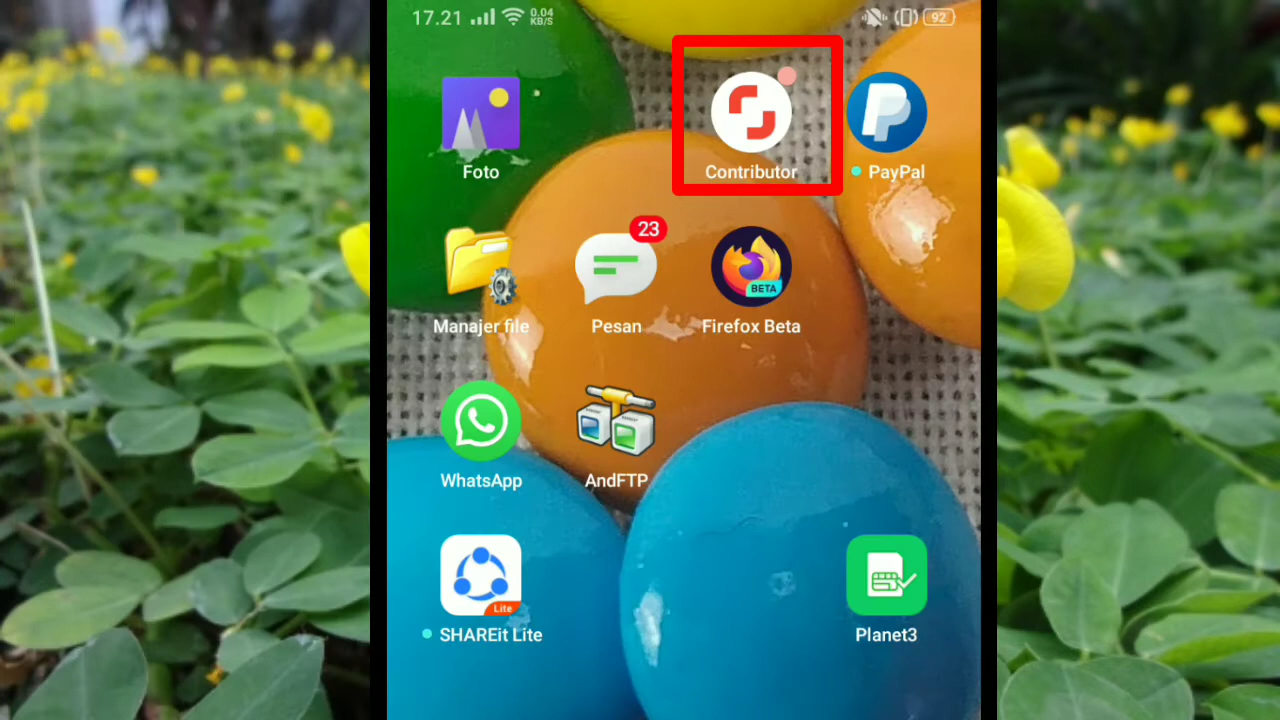 17.21 0.04 KB/S 92
Foto
Contributor
PayPal
23
BETA
Manajer file
Pesan
Firefox Beta
WhatsApp
AndFTP
Lite
SHAREit Lite
Planet3